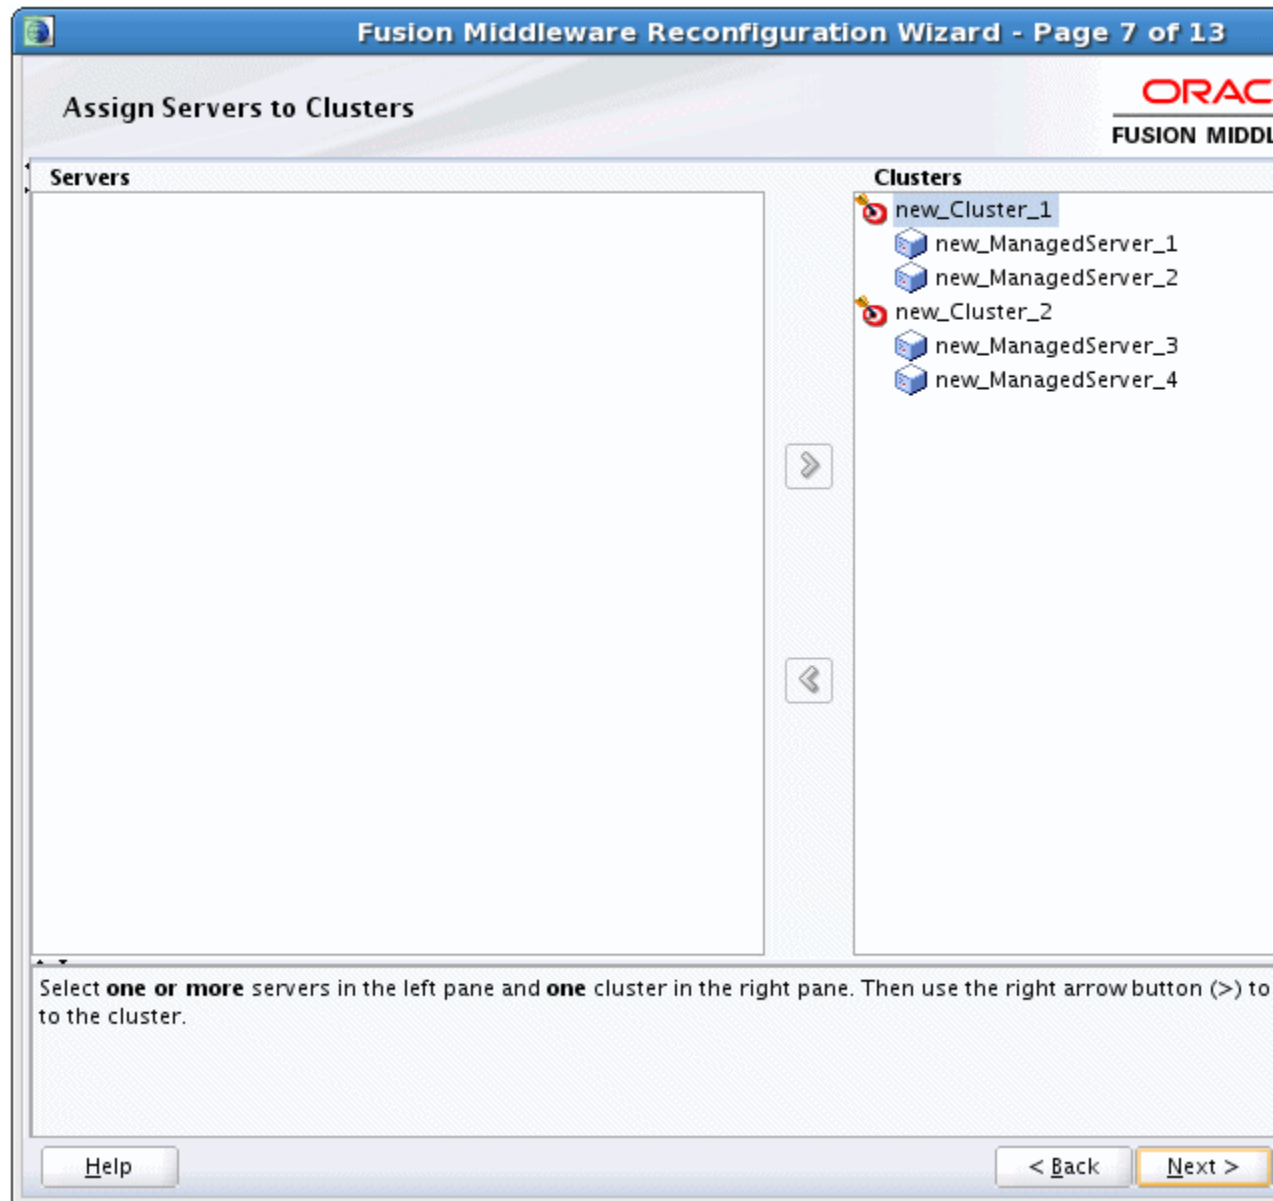 Fusion Middleware Reconfiguration Wizard - Page 7 of 13
Assign Servers to Clusters
ORAC
FUSION MIDDL
Servers
Clusters
new_Cluster_1
new_ManagedServer_1
new_ManagedServer_2
new_Cluster_2
new_ManagedServer_3
new_ManagedServer_4
Select one or more servers in the left pane and one cluster in the right pane. Then use the right arrow button (>) to
to the cluster.
Help
< Back
Next >